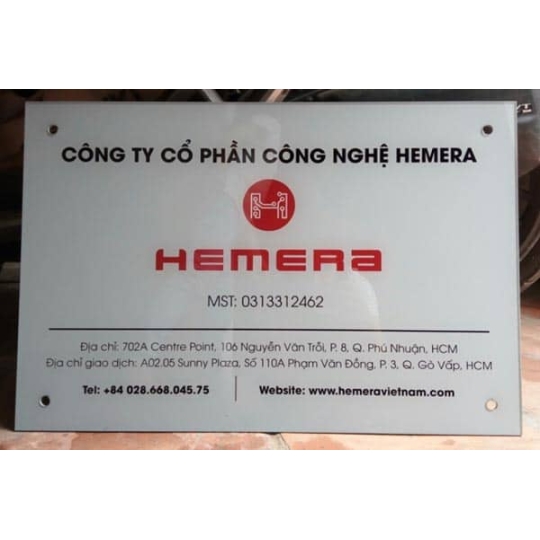 CÔNG TY CỔ PHẦN CÔNG NGHỆ HEMERA
HEMERA
MST: 0313312462
Địa chỉ: 702A Centre Point, 106 Nguyễn Văn Trỗi, P. 8, Q. Phú Nhuận, HCM
Địa chỉ giao dịch: A02.05 Sunny Plaza, Số 110A Phạm Văn Đồng, P. 3, Q. Gò Vấp, HCM
Tel: +84 028.668.045.75 | Website: www.hemeravietnam.com